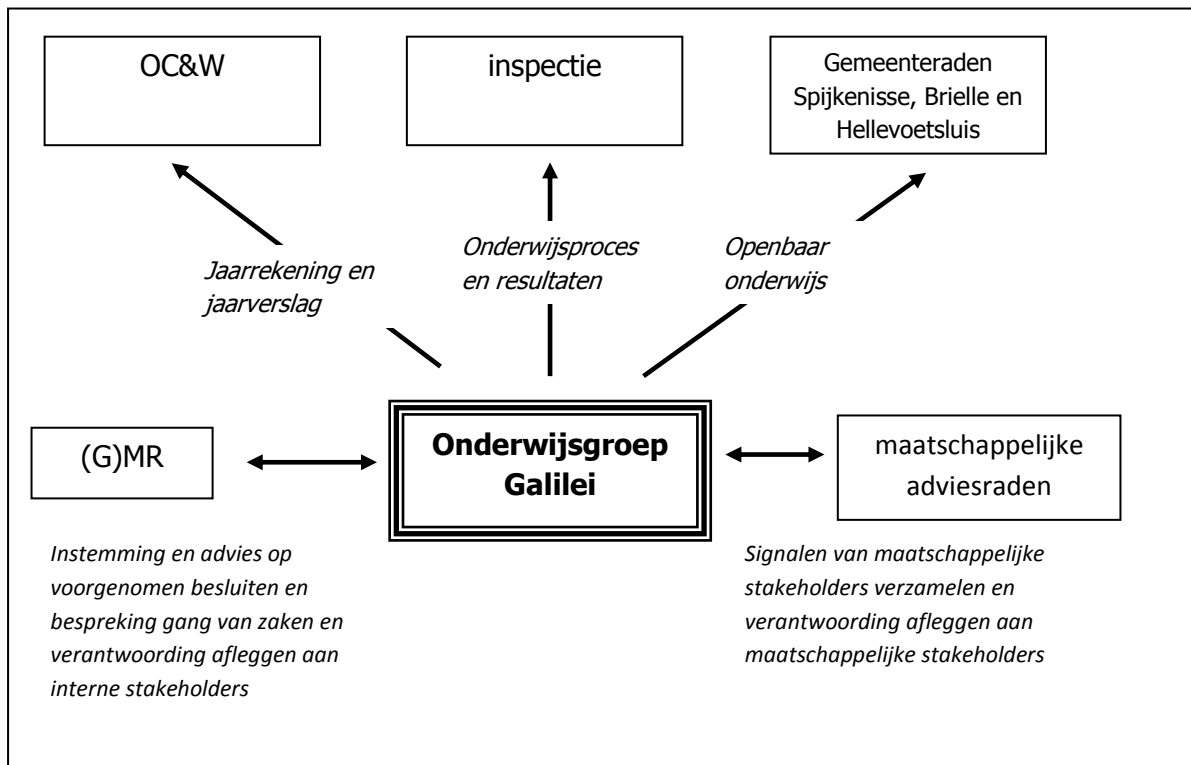 OC&W
inspectie
Gemeenteraden
Spijkenisse, Brielle en
Hellevoetsluis
Jaarrekening en
jaarverslag
Onderwijsproces
en resultaten
Openbaar
onderwijs
(G)MR
Onderwijsgroep
Galilei
maatschappelijke
adviesraden
Instemming en advies op
voorgenomen besluiten en
bespreking gang van zaken en
verantwoording afleggen aan
interne stakeholders
Signalen van maatschappelijke
stakeholders verzamelen en
verantwoording afleggen aan
maatschappelijke stakeholders